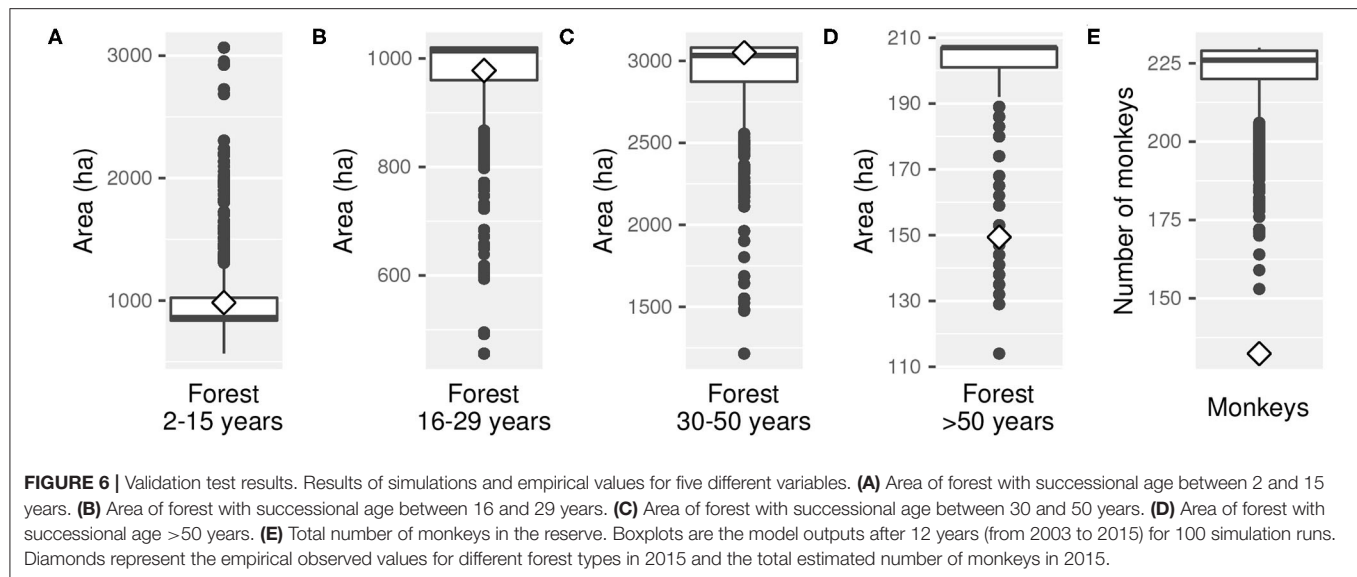 A
Area (ha)
3000
2000
1000
Forest
2-15 years
B
Area (ha)
1000
800
600
Forest
16-29 years
C
Area (ha)
3000
2500
2000
1500
Forest
30-50 years
D
Area (ha)
210
190
170
150
130
110
Forest
>50 years
E
Number of monkeys
225
200
175
150
Monkeys
FIGURE 6 | Validation test results. Results of simulations and empirical values for five different variables. (A) Area of forest with successional age between 2 and 15
years. (B) Area of forest with successional age between 16 and 29 years. (C) Area of forest with successional age between 30 and 50 years. (D) Area of forest with
successional age >50 years. (E) Total number of monkeys in the reserve. Boxplots are the model outputs after 12 years (from 2003 to 2015) for 100 simulation runs.
Diamonds represent the empirical observed values for different forest types in 2015 and the total estimated number of monkeys in 2015.